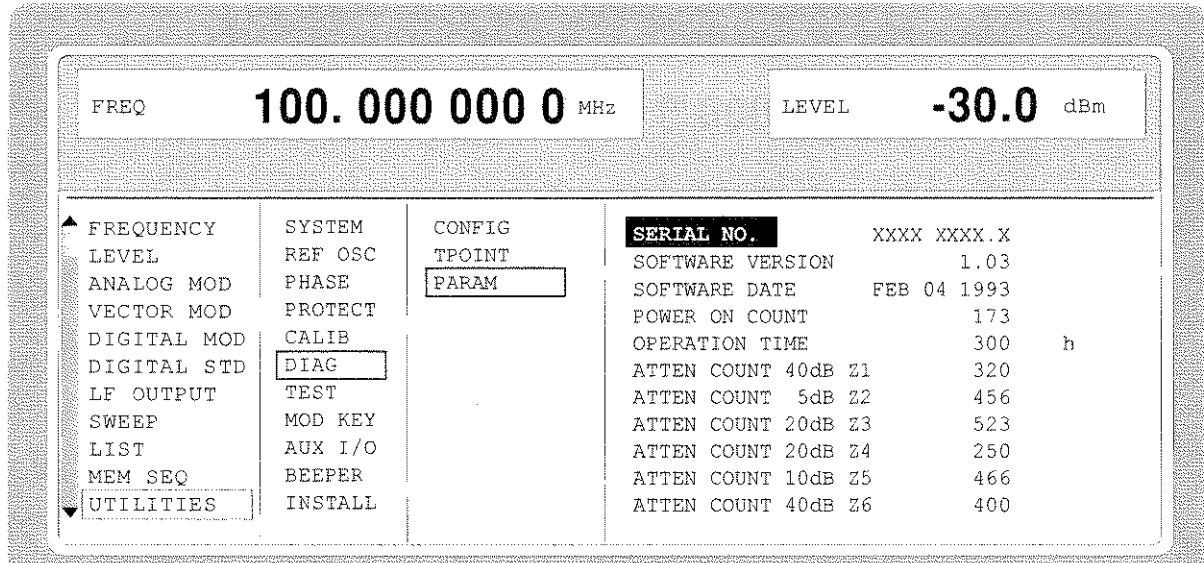 FREQ 100. 000 000 0 MHz LEVEL -30.0 dBm
FREQUENCY SYSTEM CONFIG SERIAL NO. XXXX XXXX.X
LEVEL REF OSC TPOINT SOFTWARE VERSION 1.03
ANALOG MOD PHASE PARAM SOFTWARE DATE FEB 04 1993
VECTOR MOD PROTECT POWER ON COUNT 173
DIGITAL MOD CALIB OPERATION TIME 300 h
DIGITAL STD DIAG ATTEN COUNT 40dB Z1 320
LF OUTPUT TEST ATTEN COUNT 5dB Z2 456
SWEEP MOD KEY ATTEN COUNT 20dB Z3 523
LIST AUX I/O ATTEN COUNT 20dB Z4 250
MEM SEQ BEEPER ATTEN COUNT 10dB Z5 466
UTILITIES INSTALL ATTEN COUNT 40dB Z6 400